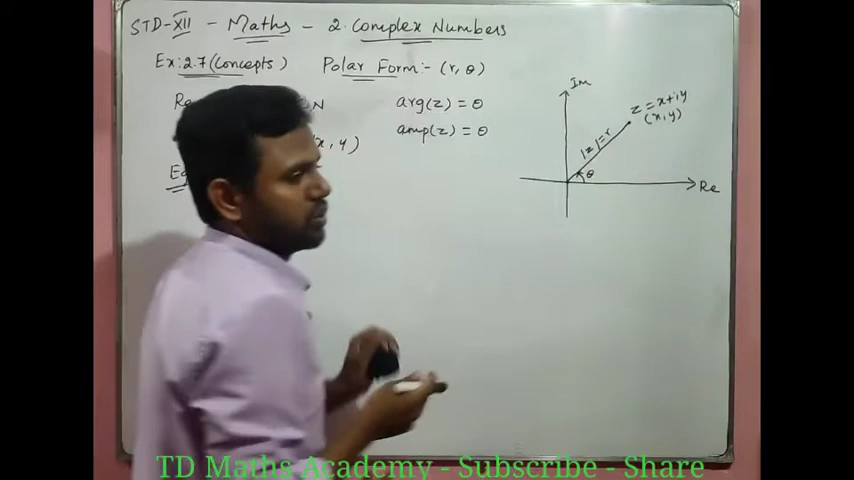 STD-XII - Maths - 2. Complex Numbers
Ex: 2.7 (Concepts) Polar Form:- (r, θ)
arg(z) = θ
amp(z) = θ
x, y)
Im
z = x+iy
(x, y)
|z|=r
θ
Re
TD Maths Academy - Subscribe - Share